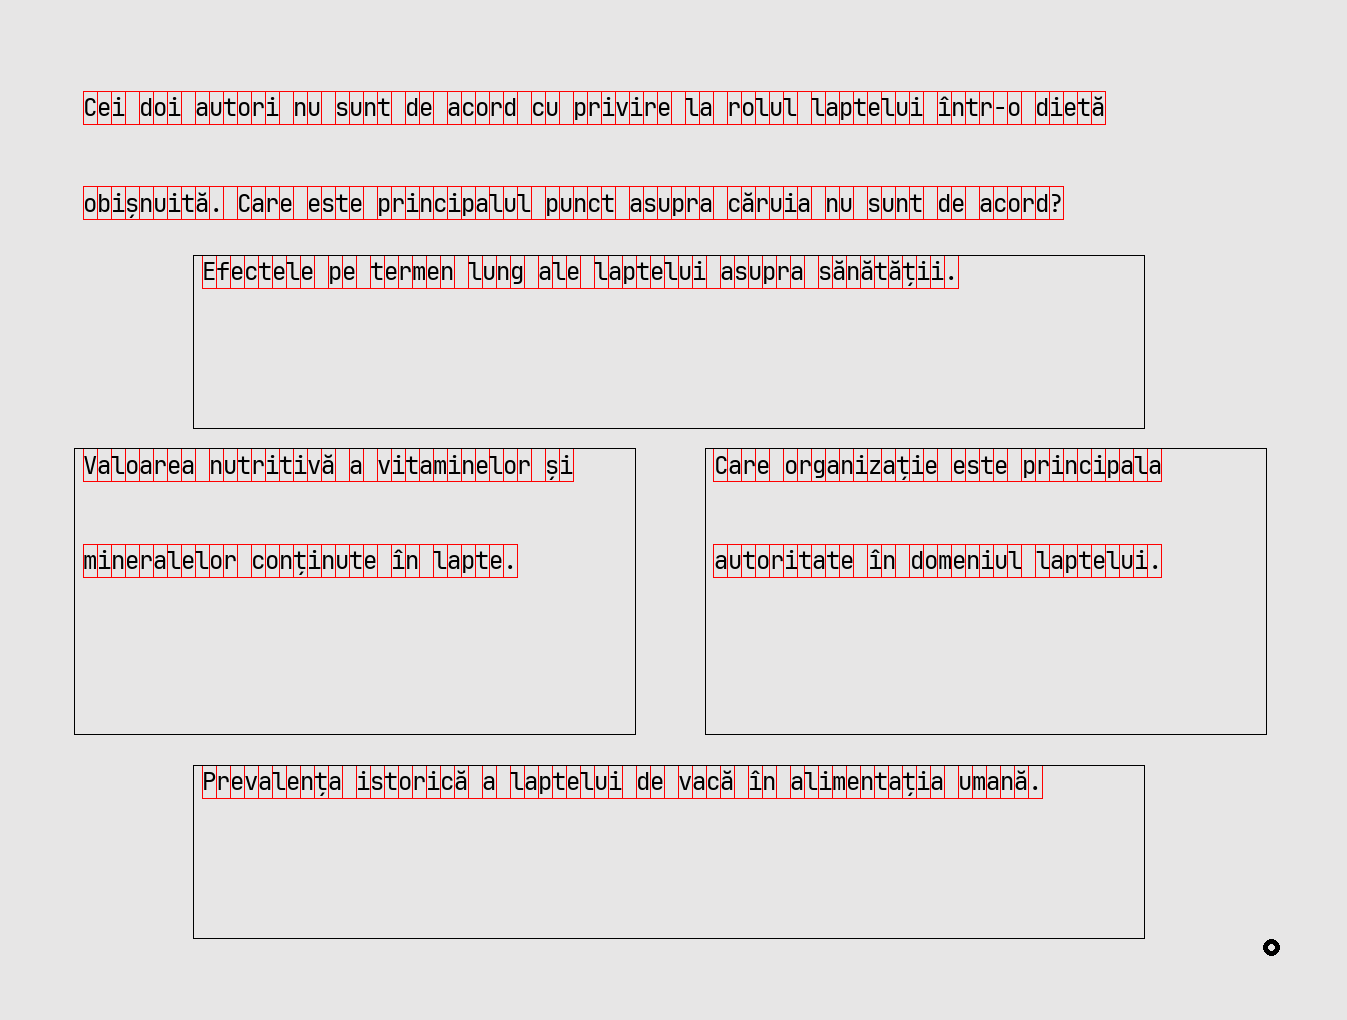 Cei doi autori nu sunt de acord cu privire la rolul laptelui într-o dietă
obișnuită. Care este principalul punct asupra căruia nu sunt de acord?
Efectele pe termen lung ale laptelui asupra sănătății.
Valoarea nutritivă a vitaminelor și
mineralelor conținute în lapte.
Care organizație este principala
autoritate în domeniul laptelui.
Prevalența istorică a laptelui de vacă în alimentația umană.